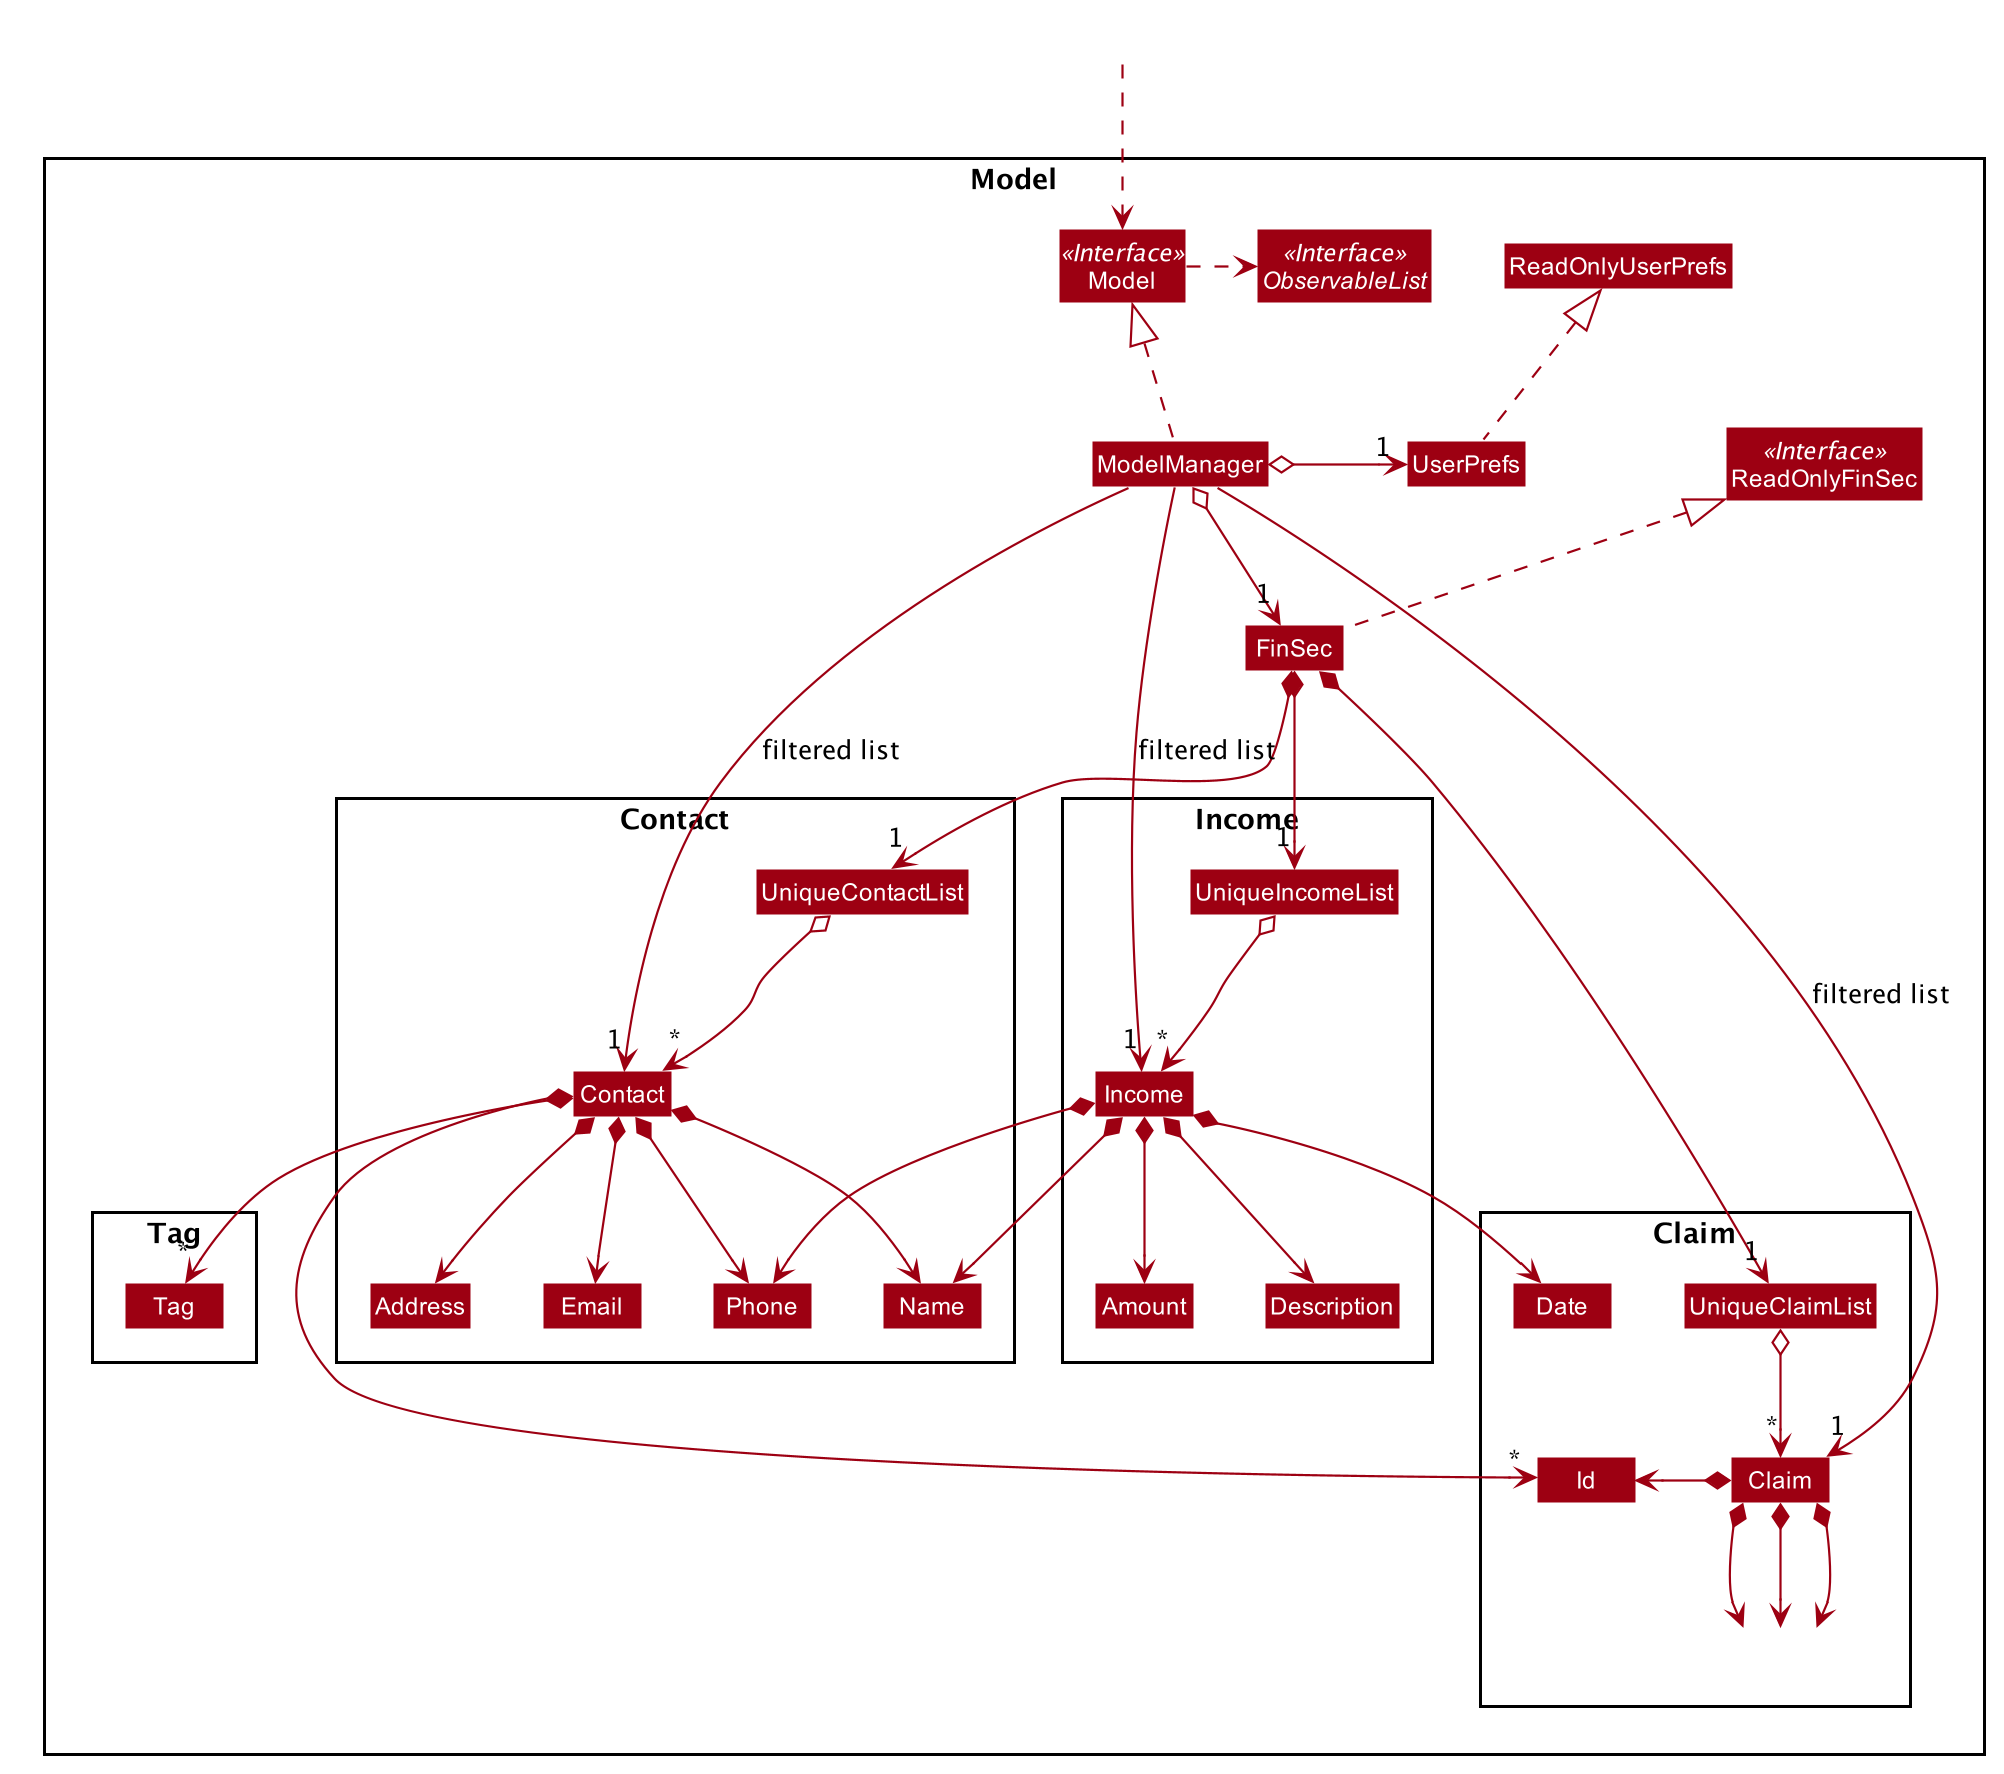 Model
«Interface»
Model
«Interface»
ObservableList
ReadOnlyUserPrefs
ModelManager
1
UserPrefs
«Interface»
ReadOnlyFinSec
1
FinSec
filtered list
filtered list
Contact
Income
1
1
UniqueContactList
UniqueIncomeList
filtered list
1
*
1
*
Contact
Income
Tag
*
Claim
1
Tag
Address
Email
Phone
Name
Amount
Description
Date
UniqueClaimList
*
1
*
Id
Claim